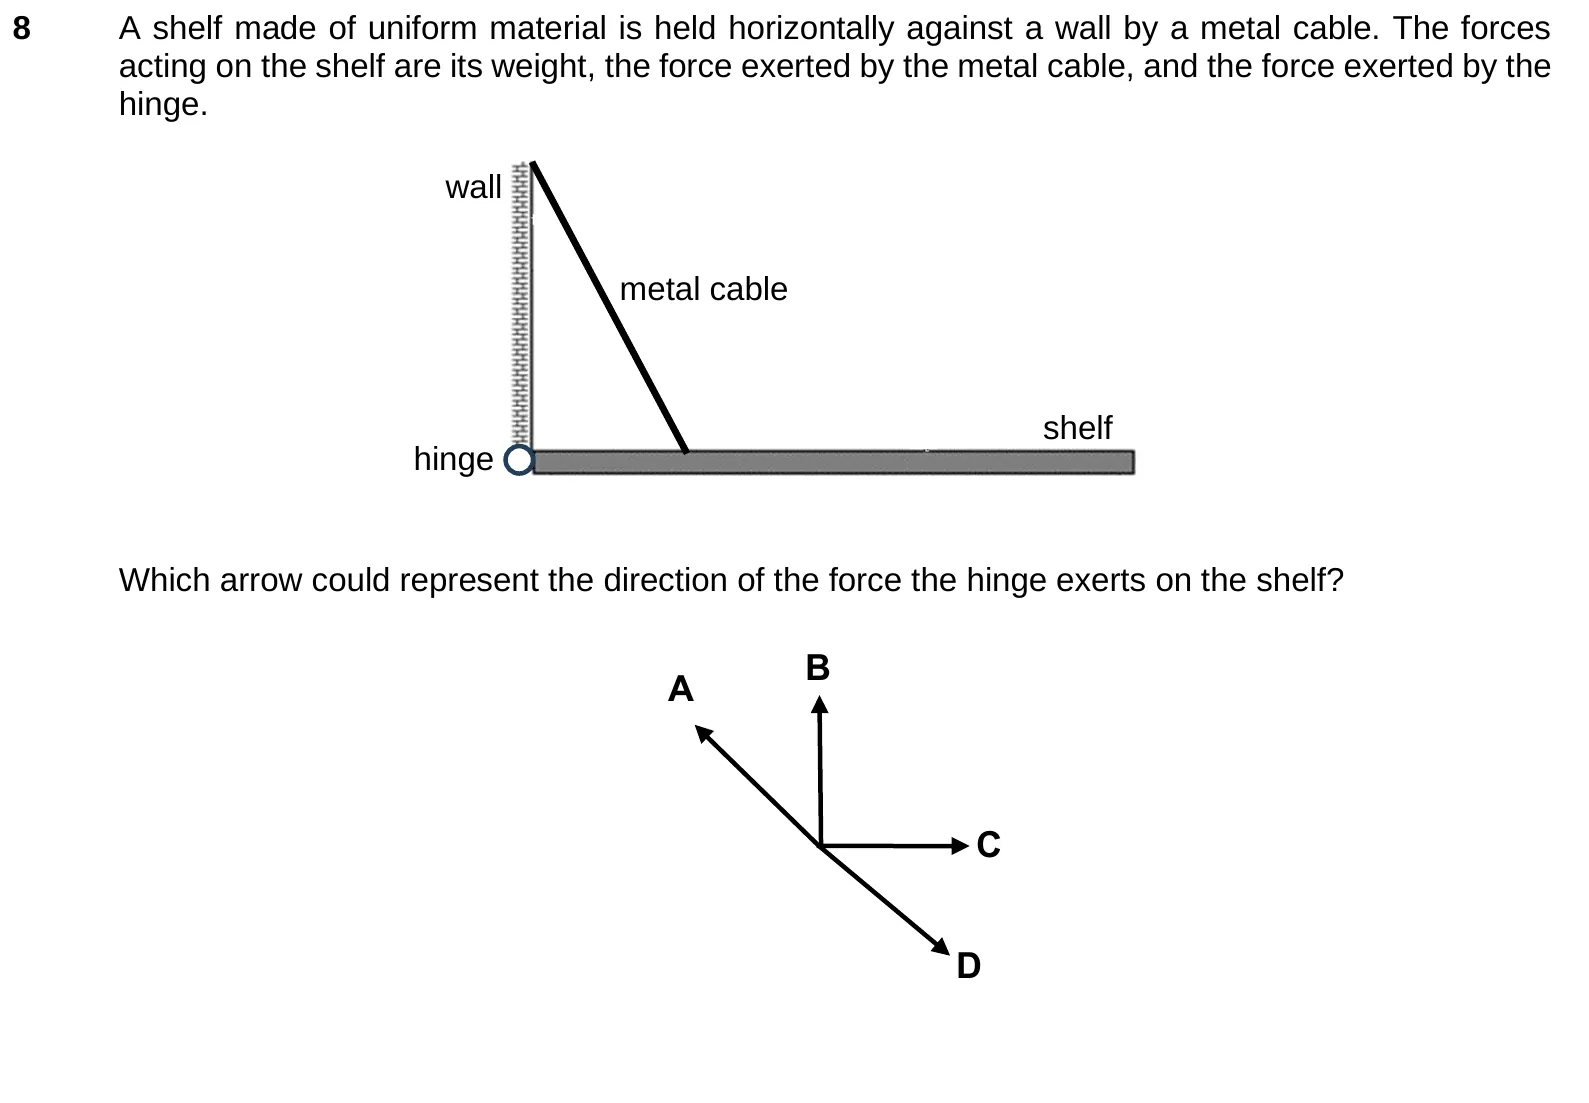 8 A shelf made of uniform material is held horizontally against a wall by a metal cable. The forces
acting on the shelf are its weight, the force exerted by the metal cable, and the force exerted by the
hinge.
wall
metal cable
shelf
hinge
Which arrow could represent the direction of the force the hinge exerts on the shelf?
B
A
C
D